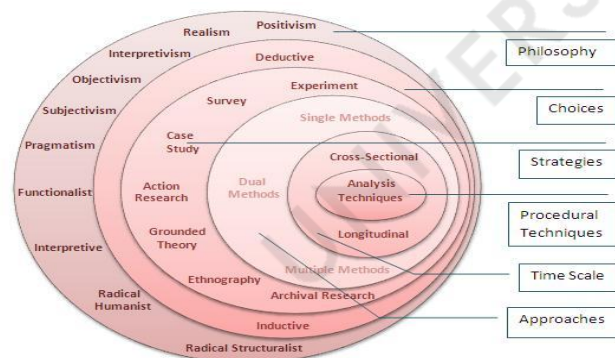 Positivism
Realism
Interpretivism
Objectivism
Subjectivism
Pragmatism
Functionalist
Interpretive
Radical
Humanist
Radical Structuralist
Deductive
Inductive
Experiment
Survey
Case
Study
Action
Research
Grounded
Theory
Ethnography
Archival Research
Single Methods
Dual
Methods
Multiple Methods
Cross-Sectional
Longitudinal
Analysis
Techniques
Philosophy
Choices
Strategies
Procedural
Techniques
Time Scale
Approaches
UNIVERS